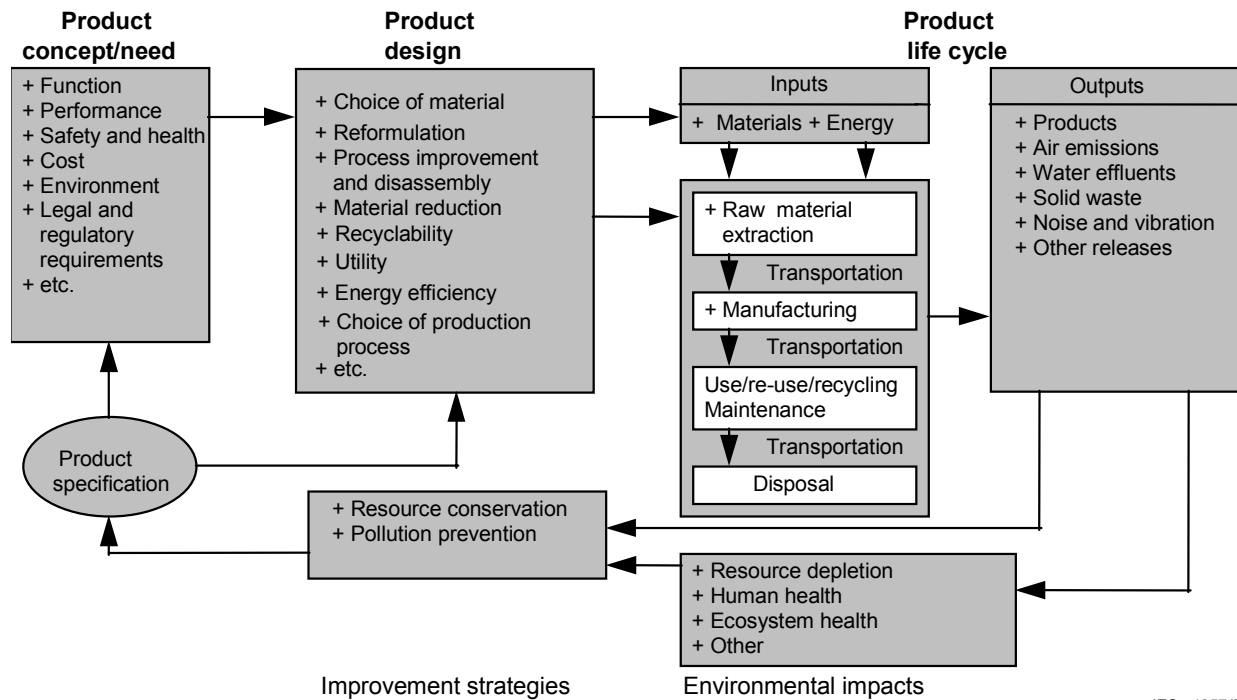 Product
concept/need
+ Function
+ Performance
+ Safety and health
+ Cost
+ Environment
+ Legal and
regulatory
requirements
+ etc.
Product
design
+ Choice of material
+ Reformulation
+ Process improvement
and disassembly
+ Material reduction
+ Recyclability
+ Utility
+ Energy efficiency
+ Choice of production
process
+ etc.
Product
life cycle
Inputs
+ Materials + Energy
+ Raw material
extraction
Transportation
+ Manufacturing
Transportation
Use/re-use/recycling
Maintenance
Transportation
Disposal
Outputs
+ Products
+ Air emissions
+ Water effluents
+ Solid waste
+ Noise and vibration
+ Other releases
Product
specification
+ Resource conservation
+ Pollution prevention
+ Resource depletion
+ Human health
+ Ecosystem health
+ Other
Improvement strategies
Environmental impacts